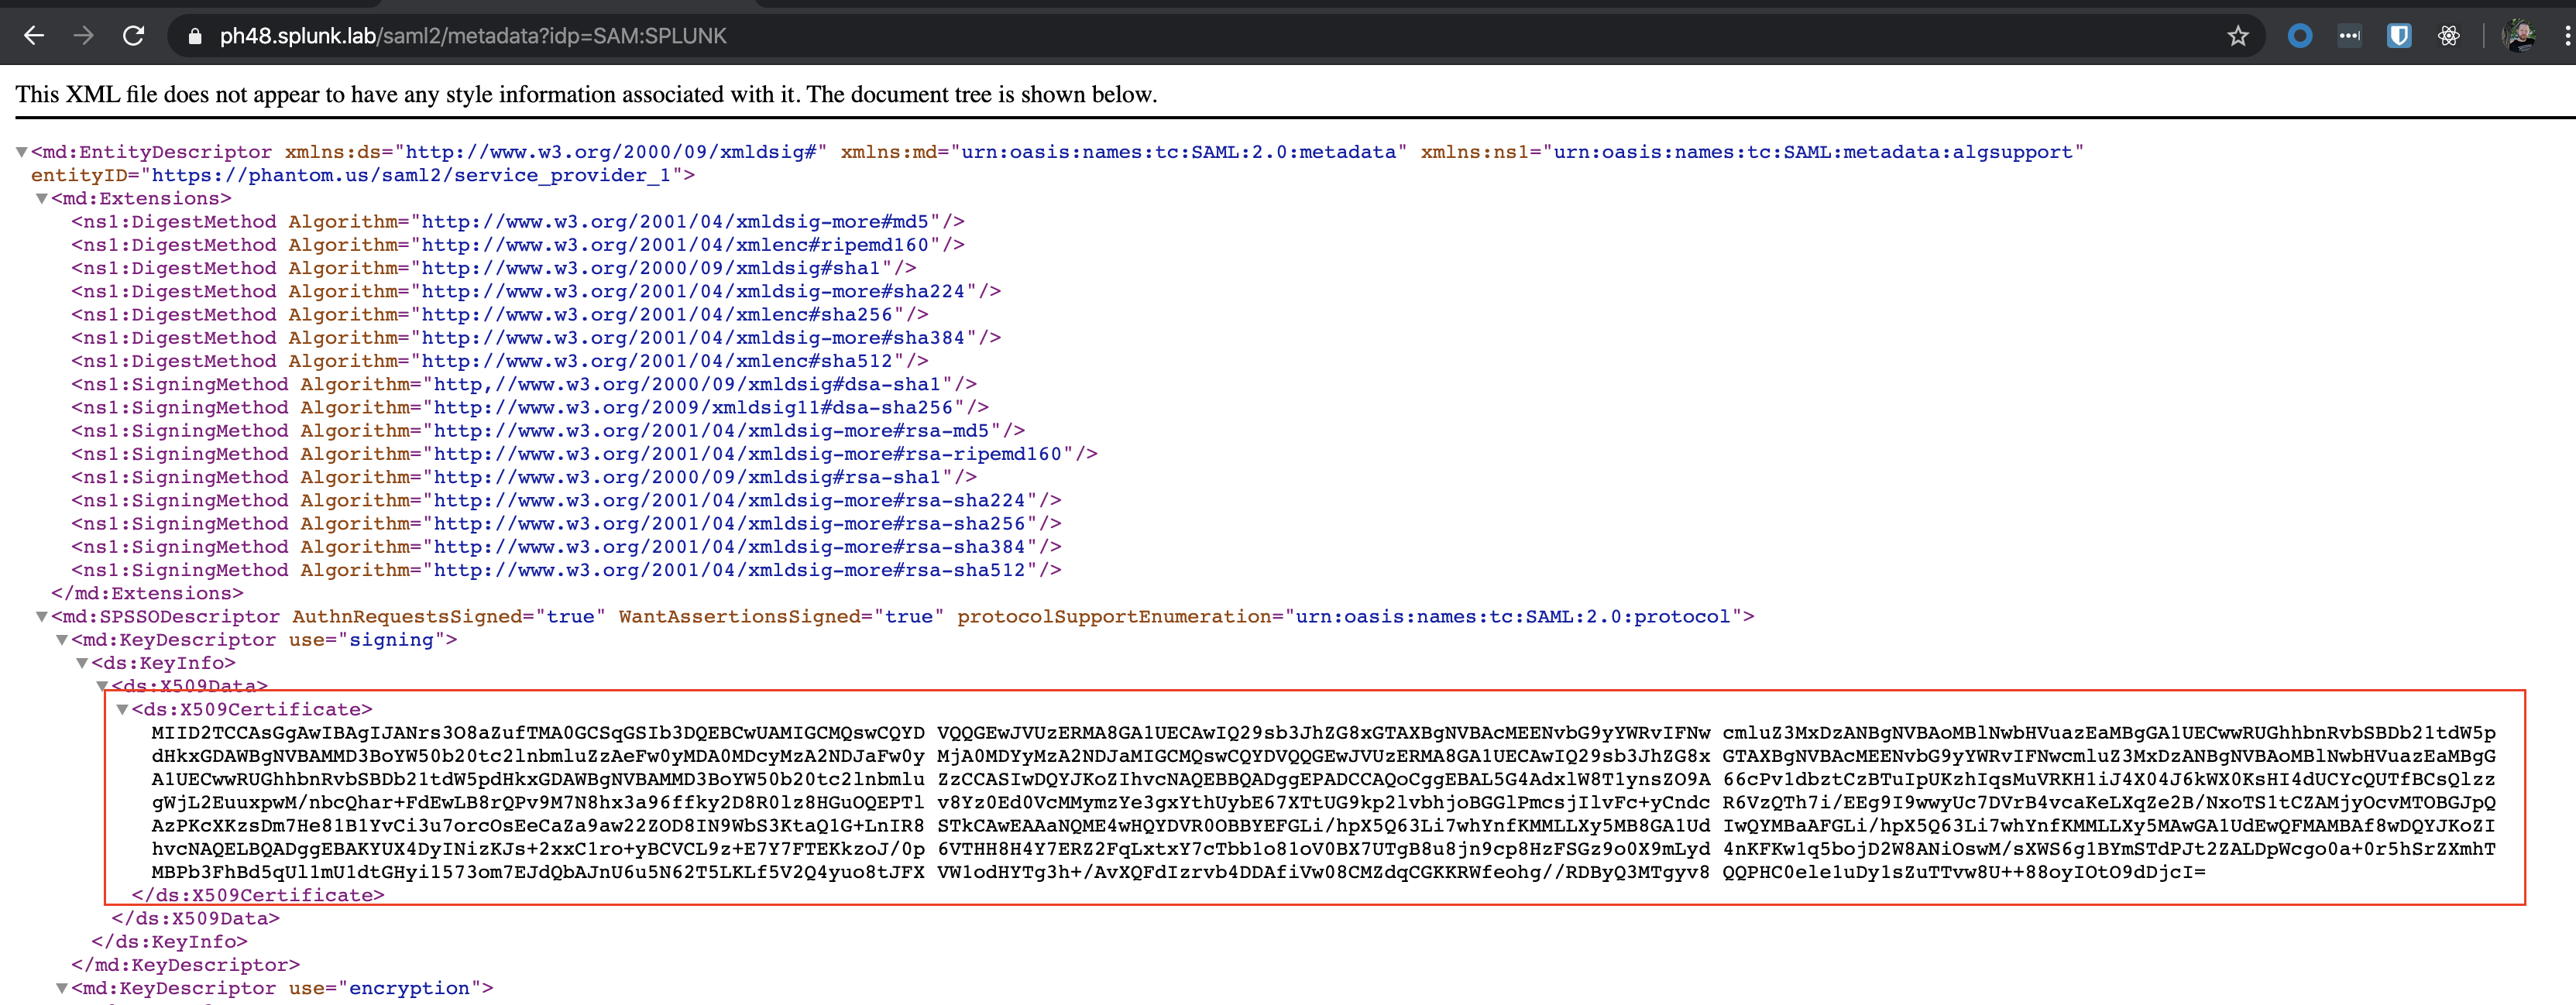 ph48.splunk.lab/saml2/metadata?idp=SAM:SPLUNK
This XML file does not appear to have any style information associated with it. The document tree is shown below.
▼<md:EntityDescriptor xmlns:ds="http://www.w3.org/2000/09/xmldsig#" xmlns:md="urn:oasis:names:tc:SAML:2.0:metadata" xmlns:ns1="urn:oasis:names:tc:SAML:metadata:algsupport"
entityID="https://phantom.us/saml2/service_provider_1">
▼<md:Extensions>
<ns1:DigestMethod Algorithm="http://www.w3.org/2001/04/xmldsig-more#md5"/>
<ns1:DigestMethod Algorithm="http://www.w3.org/2001/04/xmlenc#ripemd160"/>
<ns1:DigestMethod Algorithm="http://www.w3.org/2000/09/xmldsig#sha1"/>
<ns1:DigestMethod Algorithm="http://www.w3.org/2001/04/xmldsig-more#sha224"/>
<ns1:DigestMethod Algorithm="http://www.w3.org/2001/04/xmlenc#sha256"/>
<ns1:DigestMethod Algorithm="http://www.w3.org/2001/04/xmldsig-more#sha384"/>
<ns1:DigestMethod Algorithm="http://www.w3.org/2001/04/xmlenc#sha512"/>
<ns1:SigningMethod Algorithm="http,//www.w3.org/2000/09/xmldsig#dsa-sha1"/>
<ns1:SigningMethod Algorithm="http://www.w3.org/2009/xmldsig11#dsa-sha256"/>
<ns1:SigningMethod Algorithm="http://www.w3.org/2001/04/xmldsig-more#rsa-md5"/>
<ns1:SigningMethod Algorithm="http://www.w3.org/2001/04/xmldsig-more#rsa-ripemd160"/>
<ns1:SigningMethod Algorithm="http://www.w3.org/2000/09/xmldsig#rsa-sha1"/>
<ns1:SigningMethod Algorithm="http://www.w3.org/2001/04/xmldsig-more#rsa-sha224"/>
<ns1:SigningMethod Algorithm="http://www.w3.org/2001/04/xmldsig-more#rsa-sha256"/>
<ns1:SigningMethod Algorithm="http://www.w3.org/2001/04/xmldsig-more#rsa-sha384"/>
<ns1:SigningMethod Algorithm="http://www.w3.org/2001/04/xmldsig-more#rsa-sha512"/>
</md:Extensions>
▼<md:SPSSODescriptor AuthnRequestsSigned="true" WantAssertionsSigned="true" protocolSupportEnumeration="urn:oasis:names:tc:SAML:2.0:protocol">
▼<md:KeyDescriptor use="signing">
▼<ds:KeyInfo>
▼<ds:X509Data>
▼<ds:X509Certificate>
MIID2TCCAsGgAwIBAgIJANrs3O8aZufTMA0GCSqGSIb3DQEBCwUAMIGCMQswCQYD VQQGEwJVUzERMA8GA1UECAwIQ29sb3JhZG8xGTAXBgNVBAcMEENvbG9yYWRvIFNw cmluZ3MxDzANBgNVBAoMBlNwbHVuazEaMBgGA1UECwwRUGhhbnRvbSBDb21tdW5p
dHkxGDAWBgNVBAMMD3BoYW50b20tc2lnbmluZzAeFw0yMDA0MDcyMzA2NDJaFw0y MjA0MDYyMzA2NDJaMIGCMQswCQYDVQQGEwJVUzERMA8GA1UECAwIQ29sb3JhZG8x GTAXBgNVBAcMEENvbG9yYWRvIFNwcmluZ3MxDzANBgNVBAoMBlNwbHVuazEaMBgG
A1UECwwRUGhhbnRvbSBDb21tdW5pdHkxGDAWBgNVBAMMD3BoYW50b20tc2lnbmlu ZzCCASIwDQYJKoZIhvcNAQEBBQADggEPADCCAQoCggEBAL5G4AdxlW8T1ynsZO9A 66cPv1dbztCzBTuIpUKzhIqsMuVRKH1iJ4X04J6kWX0KsHI4dUCYcQUTfBCsQlzz
gWjL2EuuxpwM/nbcQhar+FdEwLB8rQPv9M7N8hx3a96ffky2D8R0lz8HGuOQEPTl v8Yz0Ed0VcMMymzYe3gxYthUybE67XTtUG9kp2lvbhjoBGGlPmcsjIlvFc+yCndc R6VzQTh7i/EEg9I9wwyUc7DVrB4vcaKeLXqZe2B/NxoTS1tCZAMjyOcvMTOBGJpQ
AzPKcXKzsDm7He81B1YvCi3u7orcOsEeCaZa9aw22ZOD8IN9WbS3KtaQ1G+LnIR8 STkCAwEAAaNQME4wHQYDVR0OBBYEFGLi/hpX5Q63Li7whYnfKMMLLXy5MB8GA1Ud IwQYMBaAFGLi/hpX5Q63Li7whYnfKMMLLXy5MAwGA1UdEwQFMAMBAf8wDQYJKoZI
hvcNAQELBQADggEBAKYUX4DyINizKJs+2xxC1ro+yBCVCL9z+E7Y7FTEKkzoJ/0p 6VTHH8H4Y7ERZ2FqLxtxY7cTbb1o81oV0BX7UTgB8u8jn9cp8HzFSGz9o0X9mLyd 4nKFKw1q5bojD2W8ANiOswM/sXWS6g1BYmSTdPJt2ZALDpWcgo0a+0r5hSrZXmhT
MBPb3FhBd5qUl1mU1dtGHyi1573om7EJdQbAJnU6u5N62T5LKLf5V2Q4yuo8tJFX VW1odHYTg3h+/AvXQFdIzrvb4DDAfiVw08CMZdqCGKKRWfeohg//RDByQ3MTgyv8 QQPHC0ele1uDy1sZuTTvw8U++88oyIOtO9dDjcI=
</ds:X509Certificate>
</ds:X509Data>
</ds:KeyInfo>
</md:KeyDescriptor>
▼<md:KeyDescriptor use="encryption">